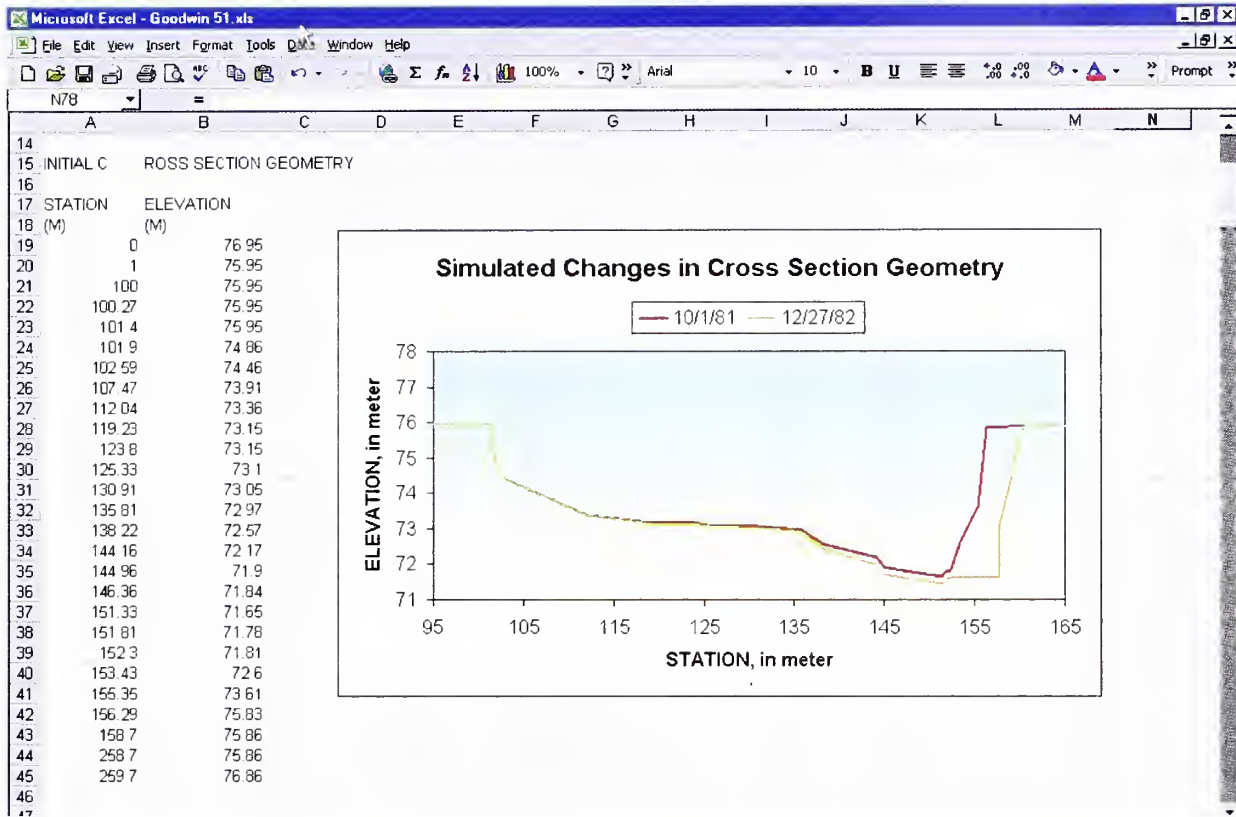 Microsoft Excel - Goodwin 51.xls
File Edit View Insert Format Tools Window Help
100% Arial 10 B U Prompt
N78 =
A B C D E F G H I J K L M N
14
15 INITIAL C ROSS SECTION GEOMETRY
16
17 STATION ELEVATION
18 (M) (M)
19 0 76 95
20 1 75.95
21 100 75.95
22 100 27 75.95
23 101 4 75 95
24 101 9 74 86
25 102 59 74 46
26 107 47 73.91
27 112 04 73.36
28 119.23 73.15
29 123 8 73.15
30 125.33 73 1
31 130 91 73 05
32 135 81 72.97
33 138 22 72.57
34 144 16 72 17
35 144 96 71.9
36 146.36 71.84
37 151.33 71.65
38 151 81 71.78
39 152 3 71.81
40 153.43 72 6
41 155.35 73 61
42 156.29 75.83
43 158 7 75 86
44 258 7 75.86
45 259 7 76.86
46
47
Simulated Changes in Cross Section Geometry
10/1/81 12/27/82
ELEVATION, in meter
78
77
76
75
74
73
72
71
95 105 115 125 135 145 155 165
STATION, in meter